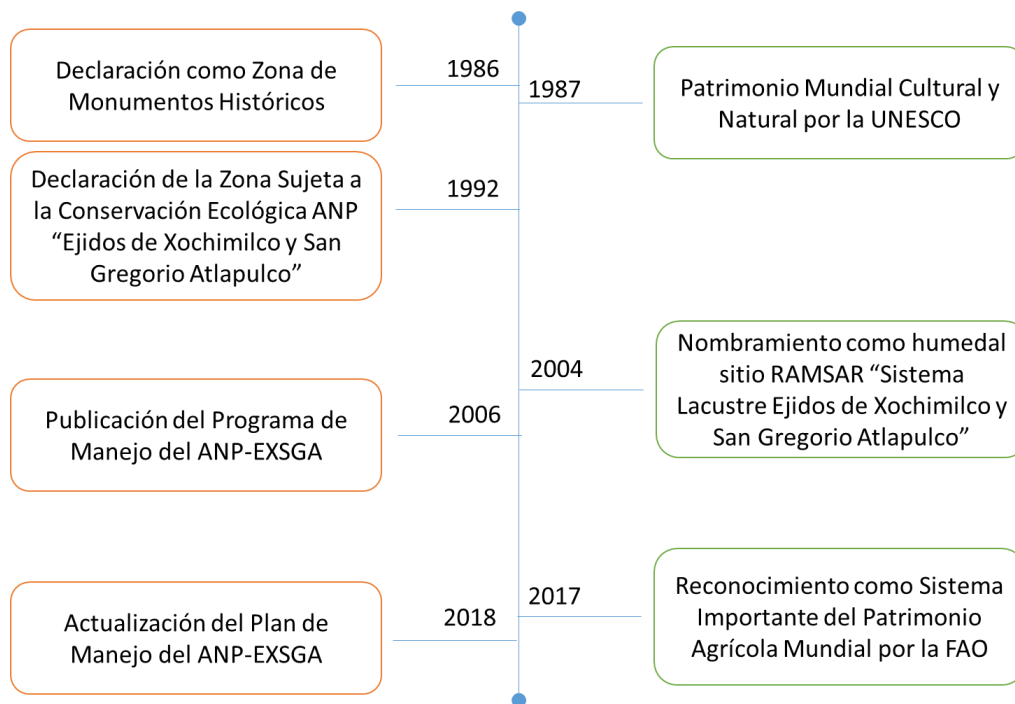 1986
Declaración como Zona de
Monumentos Históricos
1987
Patrimonio Mundial Cultural y
Natural por la UNESCO
1992
Declaración de la Zona Sujeta a
la Conservación Ecológica ANP
“Ejidos de Xochimilco y San
Gregorio Atlapulco”
2004
Nombramiento como humedal
sitio RAMSAR “Sistema
Lacustre Ejidos de Xochimilco y
San Gregorio Atlapulco”
2006
Publicación del Programa de
Manejo del ANP-EXSGA
2017
Reconocimiento como Sistema
Importante del Patrimonio
Agrícola Mundial por la FAO
2018
Actualización del Plan de
Manejo del ANP-EXSGA